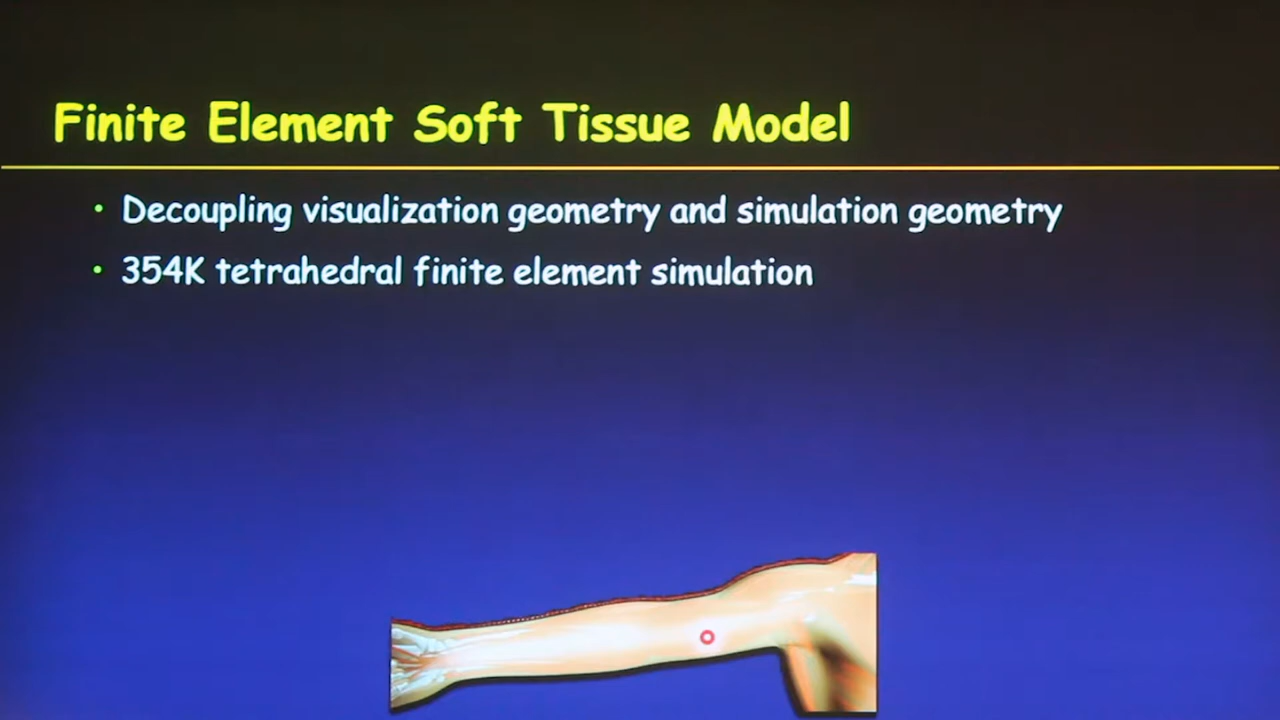 Finite Element Soft Tissue Model
• Decoupling visualization geometry and simulation geometry
• 354K tetrahedral finite element simulation